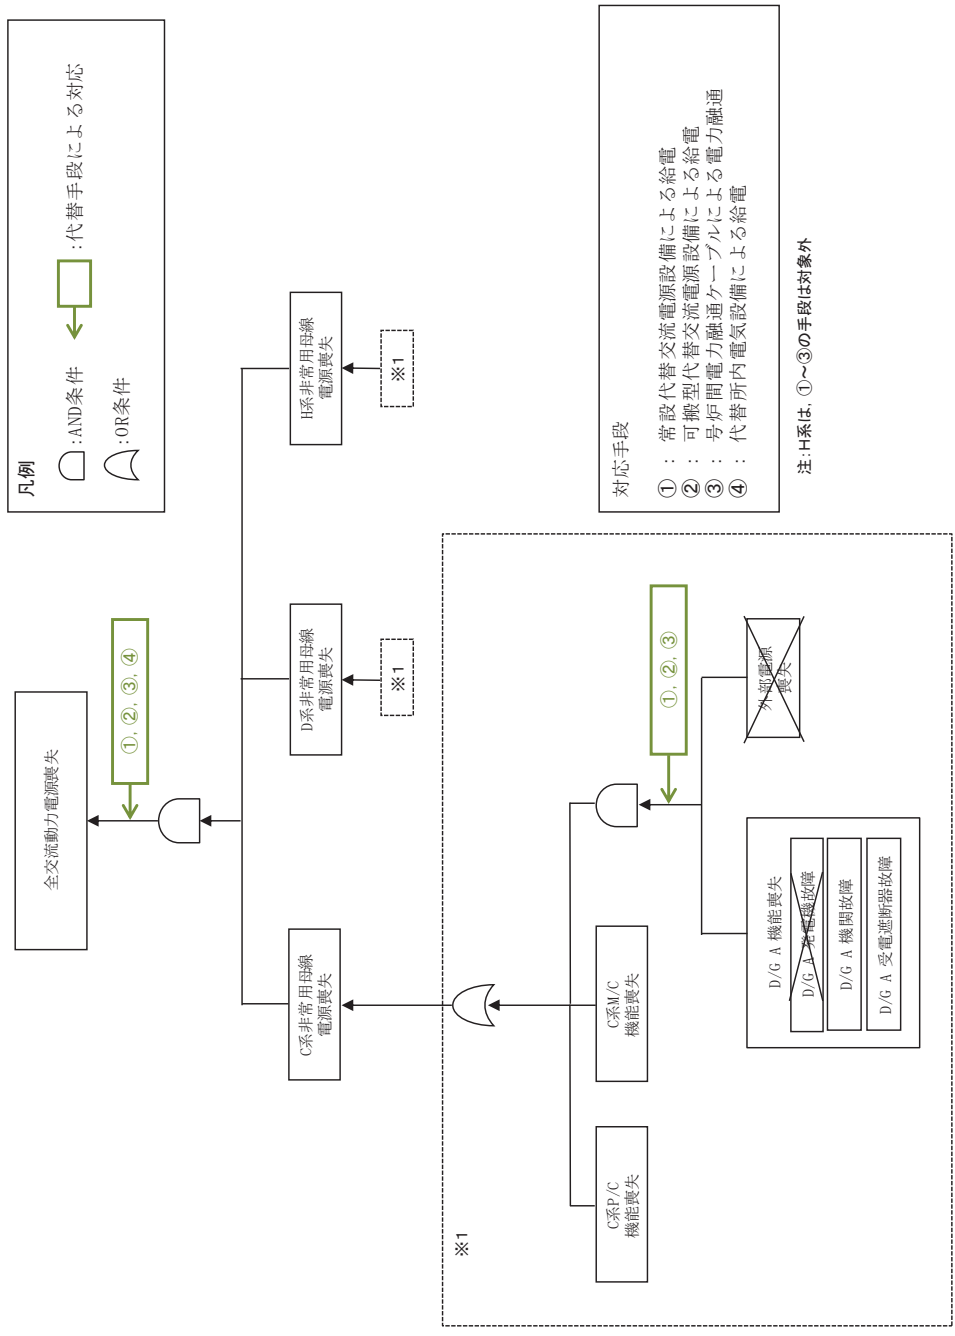 全交流動力電源喪失
①, ②, ③, ④
C系非常用母線
電源喪失
D系非常用母線
電源喪失
H系非常用母線
電源喪失
※1
※1
※1
C系P/C
機能喪失
C系M/C
機能喪失
①, ②, ③
D/G A 機能喪失
D/G A 発電機故障
D/G A 機関故障
D/G A 受電遮断器故障
外部電源
喪失
凡例
:AND条件
:代替手段による対応
:OR条件
対応手段
① : 常設代替交流電源設備による給電
② : 可搬型代替交流電源設備による給電
③ : 号炉間電力融通ケーブルによる電力融通
④ : 代替所内電気設備による給電
注:H系は, ①～③の手段は対象外